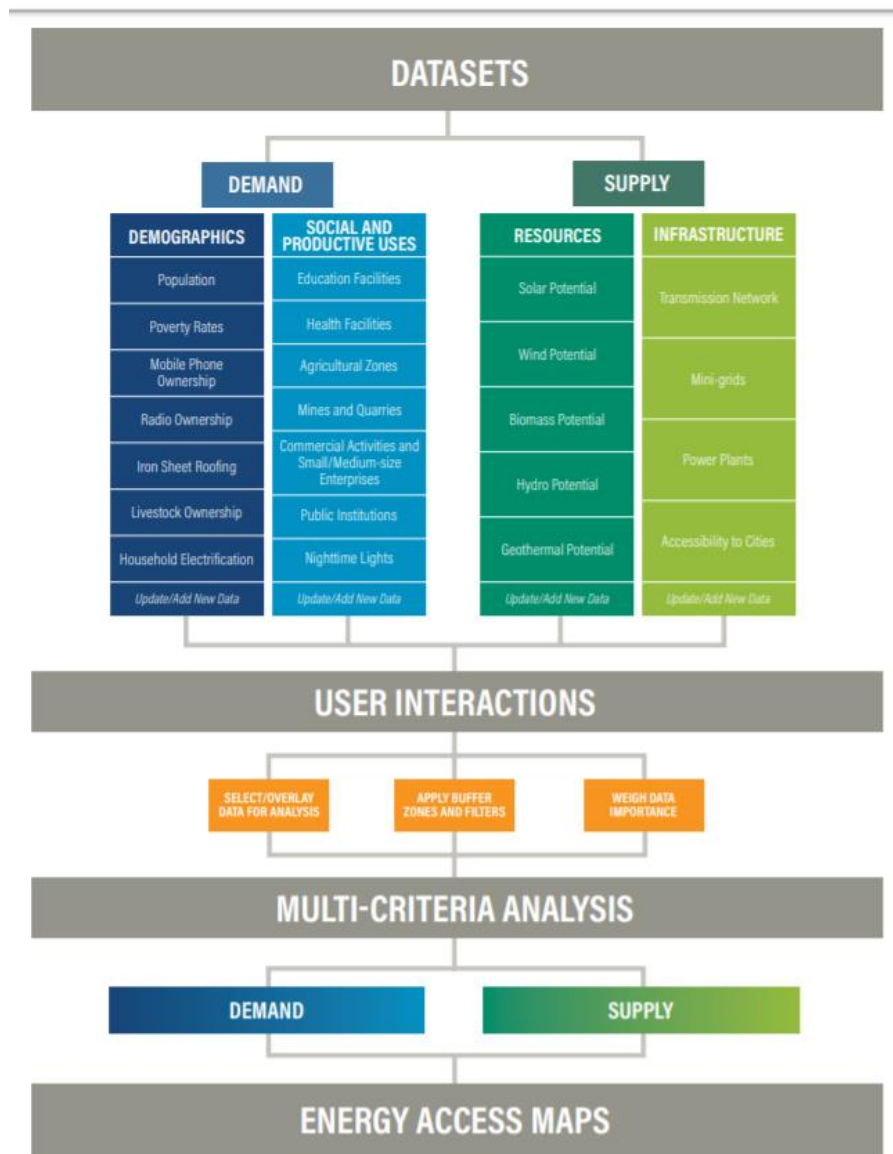 DATASETS
DEMAND
SUPPLY
DEMOGRAPHICS
Population
Poverty Rates
Mobile Phone
Ownership
Radio Ownership
Iron Sheet Roofing
Livestock Ownership
Household Electrification
Update/Add New Data
SOCIAL AND
PRODUCTIVE USES
Education Facilities
Health Facilities
Agricultural Zones
Mines and Quarries
Commercial Activities and
Small/Medium-size
Enterprises
Public Institutions
Nighttime Lights
Update/Add New Data
RESOURCES
Solar Potential
Wind Potential
Biomass Potential
Hydro Potential
Geothermal Potential
Update/Add New Data
INFRASTRUCTURE
Transmission Network
Mini-grids
Power Plants
Accessibility to Cities
Update/Add New Data
USER INTERACTIONS
SELECT/OVERLAY
DATA FOR ANALYSIS
APPLY BUFFER
ZONES AND FILTERS
WEIGH DATA
IMPORTANCE
MULTI-CRITERIA ANALYSIS
DEMAND
SUPPLY
ENERGY ACCESS MAPS